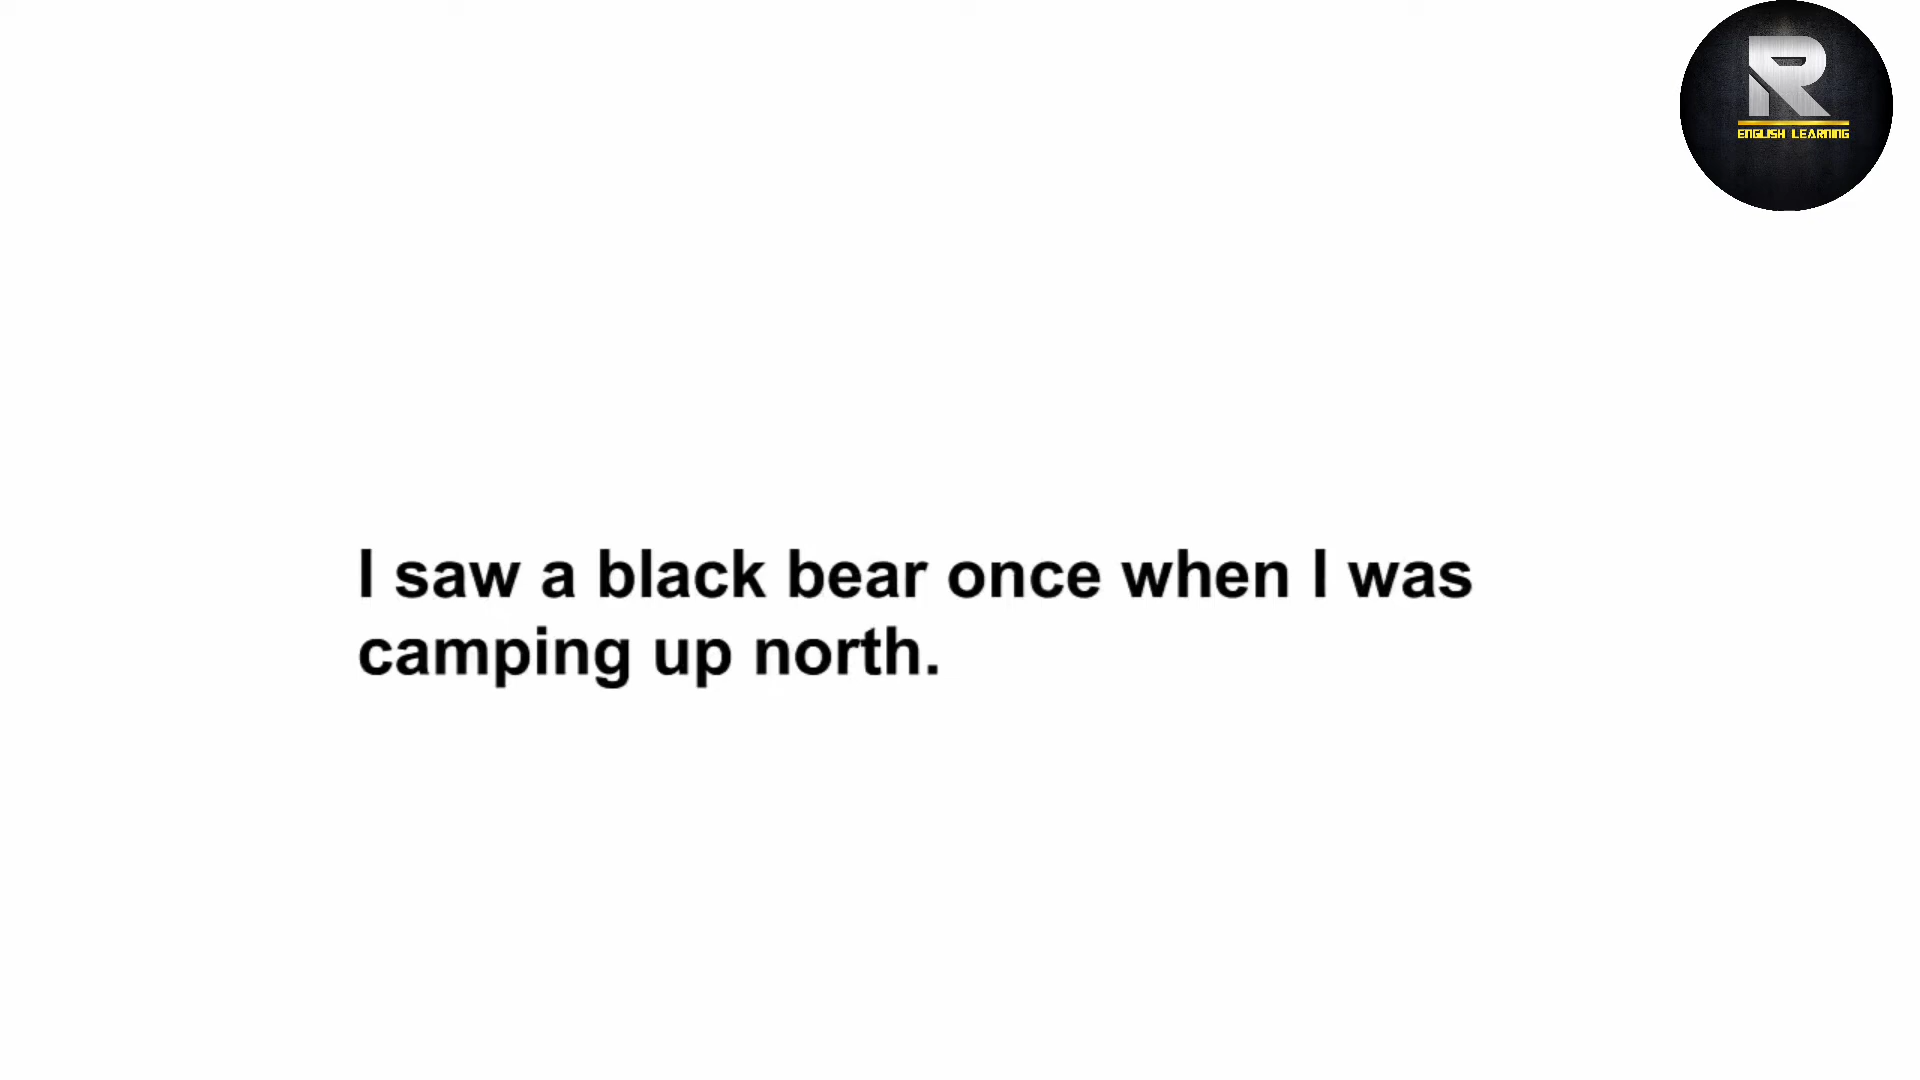 R
ENGLISH LEARNING
I saw a black bear once when I was
camping up north.